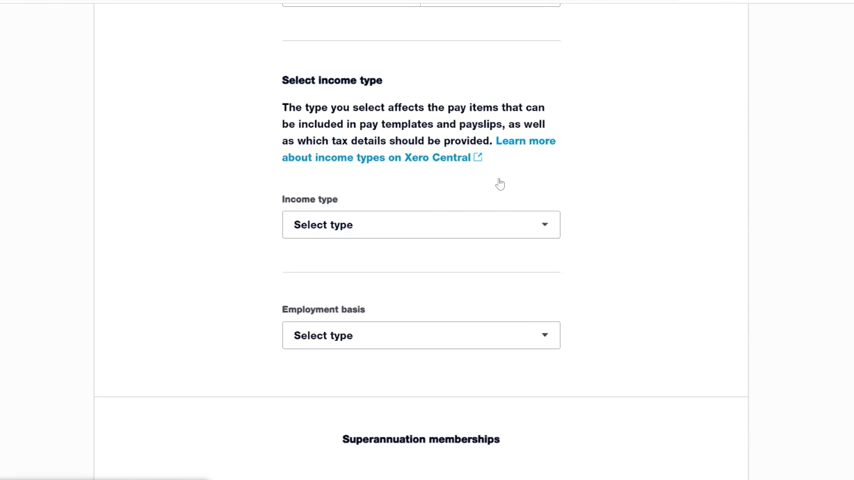 Select income type
The type you select affects the pay items that can
be included in pay templates and payslips, as well
as which tax details should be provided. Learn more
about income types on Xero Central
Income type
Select type
Employment basis
Select type
Superannuation memberships